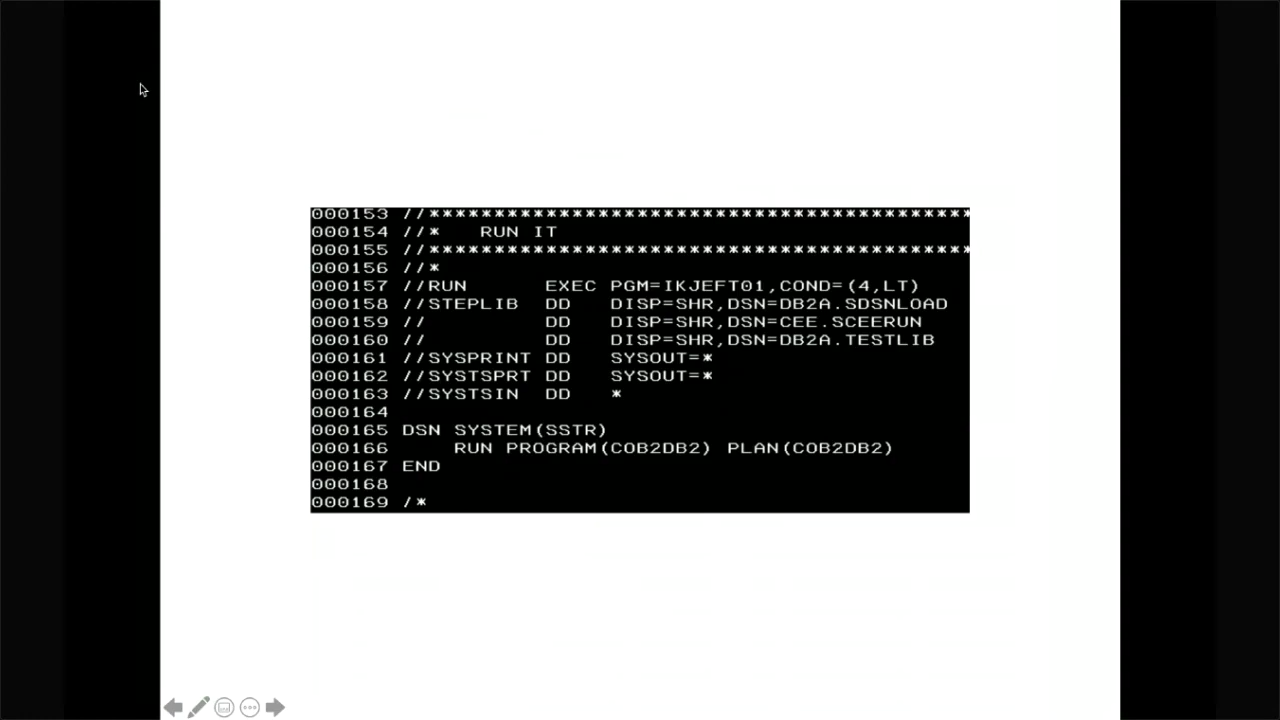 000153 //******************************************
000154 //*   RUN IT
000155 //******************************************
000156 //*
000157 //RUN      EXEC PGM=IKJEFT01,COND=(4,LT)
000158 //STEPLIB  DD   DISP=SHR,DSN=DB2A.SDSNLOAD
000159 //         DD   DISP=SHR,DSN=CEE.SCEERUN
000160 //         DD   DISP=SHR,DSN=DB2A.TESTLIB
000161 //SYSPRINT DD   SYSOUT=*
000162 //SYSTSPRT DD   SYSOUT=*
000163 //SYSTSIN  DD   *
000164
000165 DSN SYSTEM(SSTR)
000166     RUN PROGRAM(COB2DB2) PLAN(COB2DB2)
000167 END
000168
000169 /*